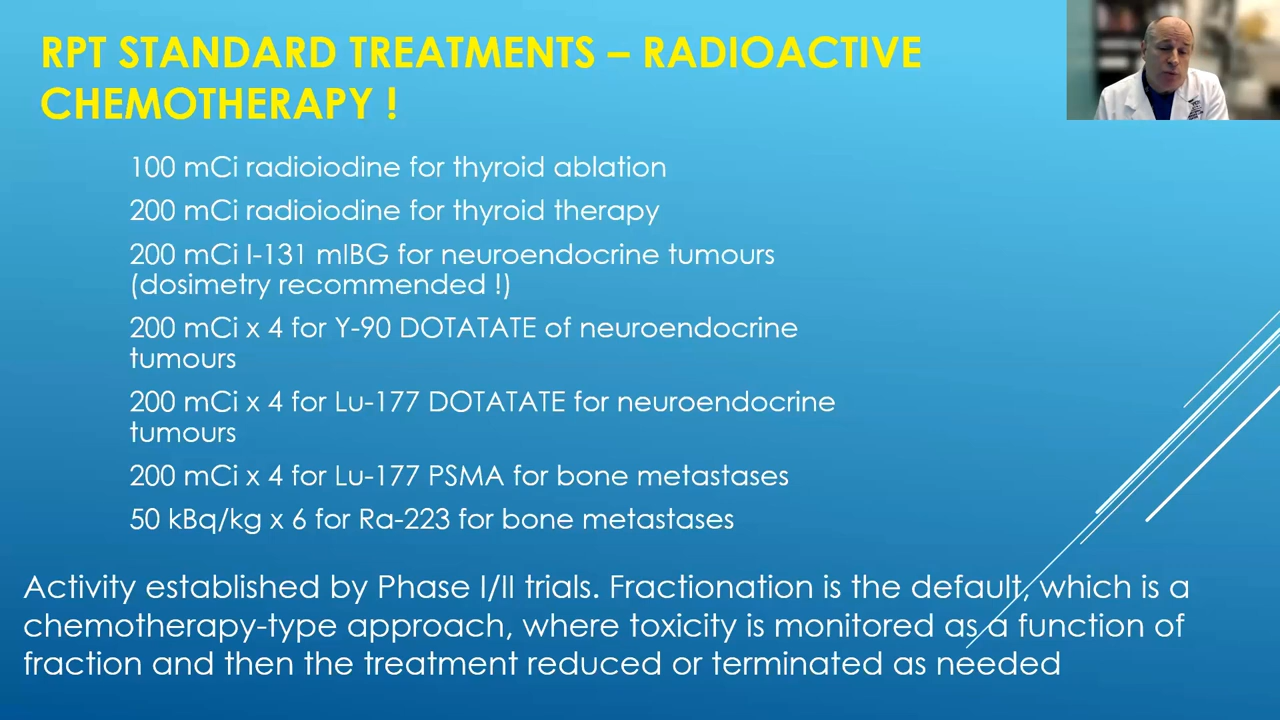 RPT STANDARD TREATMENTS – RADIOACTIVE
CHEMOTHERAPY !
100 mCi radioiodine for thyroid ablation
200 mCi radioiodine for thyroid therapy
200 mCi I-131 mIBG for neuroendocrine tumours
(dosimetry recommended !)
200 mCi x 4 for Y-90 DOTATATE of neuroendocrine
tumours
200 mCi x 4 for Lu-177 DOTATATE for neuroendocrine
tumours
200 mCi x 4 for Lu-177 PSMA for bone metastases
50 kBq/kg x 6 for Ra-223 for bone metastases
Activity established by Phase I/II trials. Fractionation is the default, which is a
chemotherapy-type approach, where toxicity is monitored as a function of
fraction and then the treatment reduced or terminated as needed